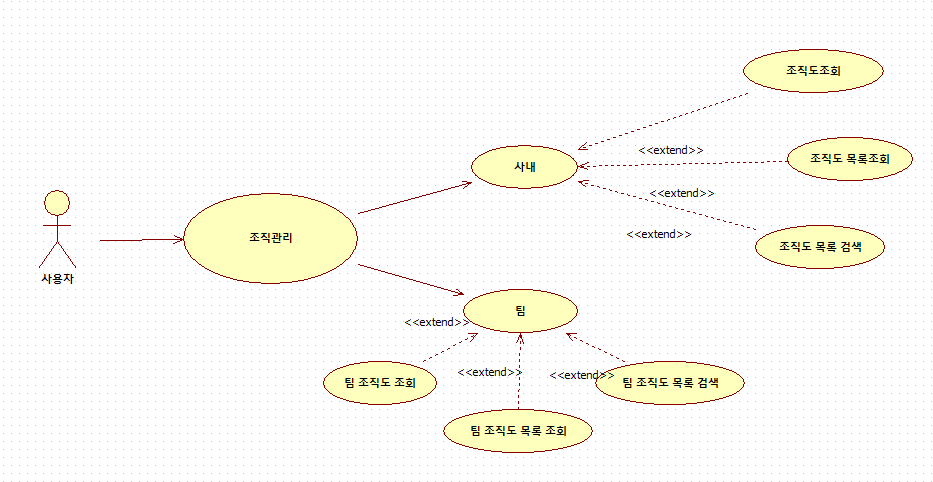 조직도조회
<<extend>>
조직도 목록조회
사내
<<extend>>
<<extend>>
조직도 목록 검색
조직관리
사용자
팀
<<extend>>
<<extend>>
<<extend>>
팀 조직도 조회
팀 조직도 목록 검색
팀 조직도 목록 조회